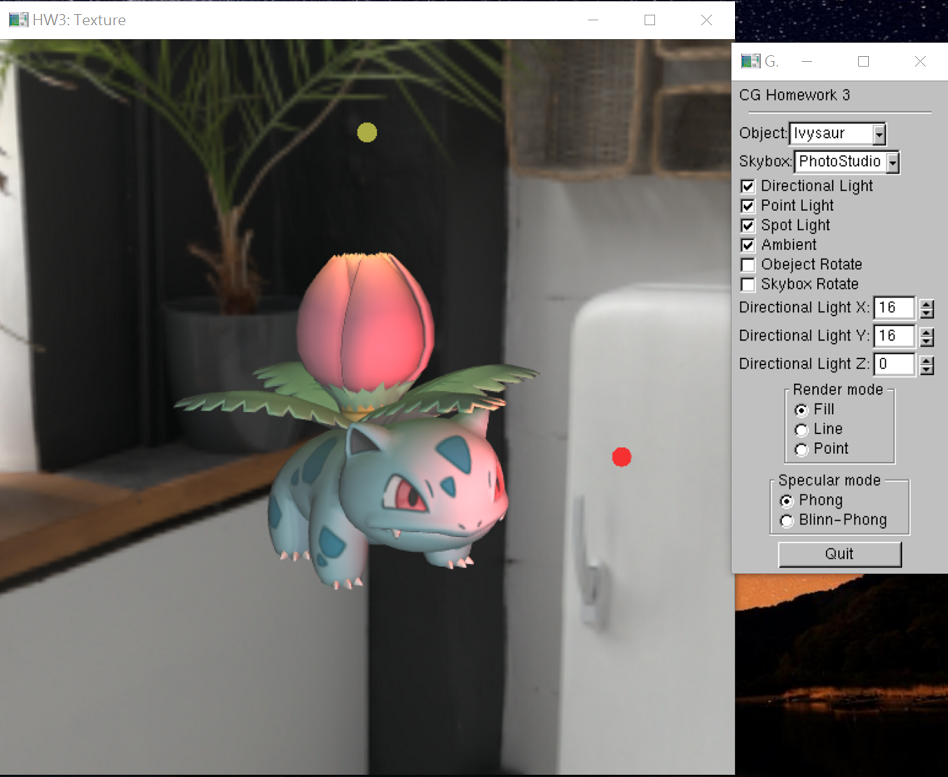 HW3: Texture
G.
CG Homework 3
Object: Ivysaur
Skybox: PhotoStudio
Directional Light
Point Light
Spot Light
Ambient
Obeject Rotate
Skybox Rotate
Directional Light X: 16
Directional Light Y: 16
Directional Light Z: 0
Render mode
Fill
Line
Point
Specular mode
Phong
Blinn-Phong
Quit